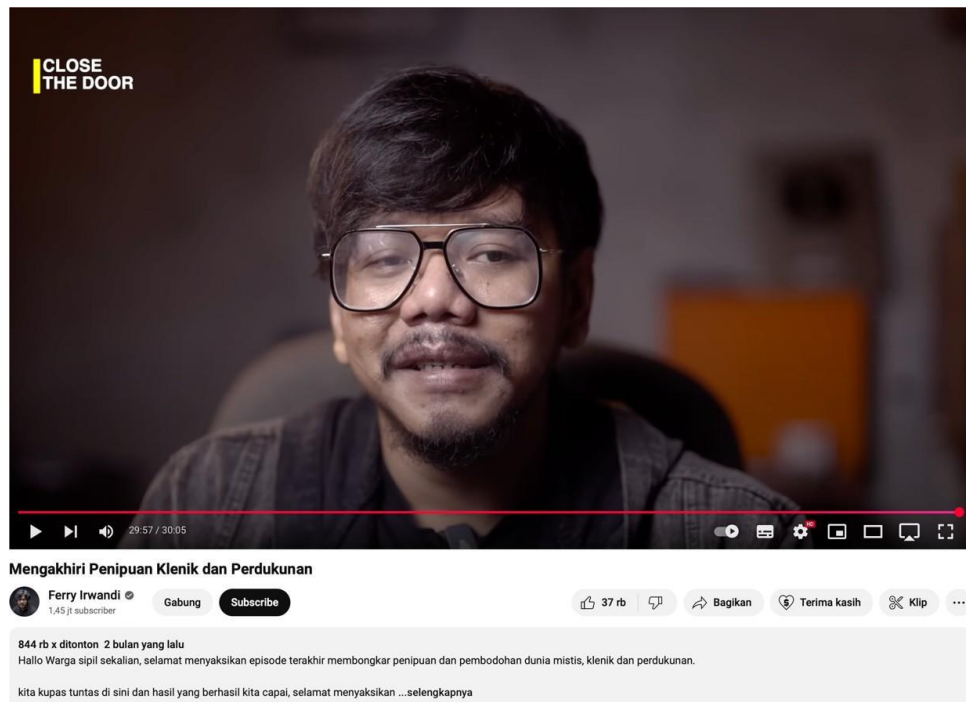 CLOSE
THE DOOR
29:57 / 30:05
HD
Mengakhiri Penipuan Klenik dan Perdukunan
Ferry Irwandi
1,45 jt subscriber
Gabung
Subscribe
37 rb
Bagikan
Terima kasih
Klip
844 rb x ditonton 2 bulan yang lalu
Hallo Warga sipil sekalian, selamat menyaksikan episode terakhir membongkar penipuan dan pembodohan dunia mistis, klenik dan perdukunan.
kita kupas tuntas di sini dan hasil yang berhasil kita capai, selamat menyaksikan ...selengkapnya